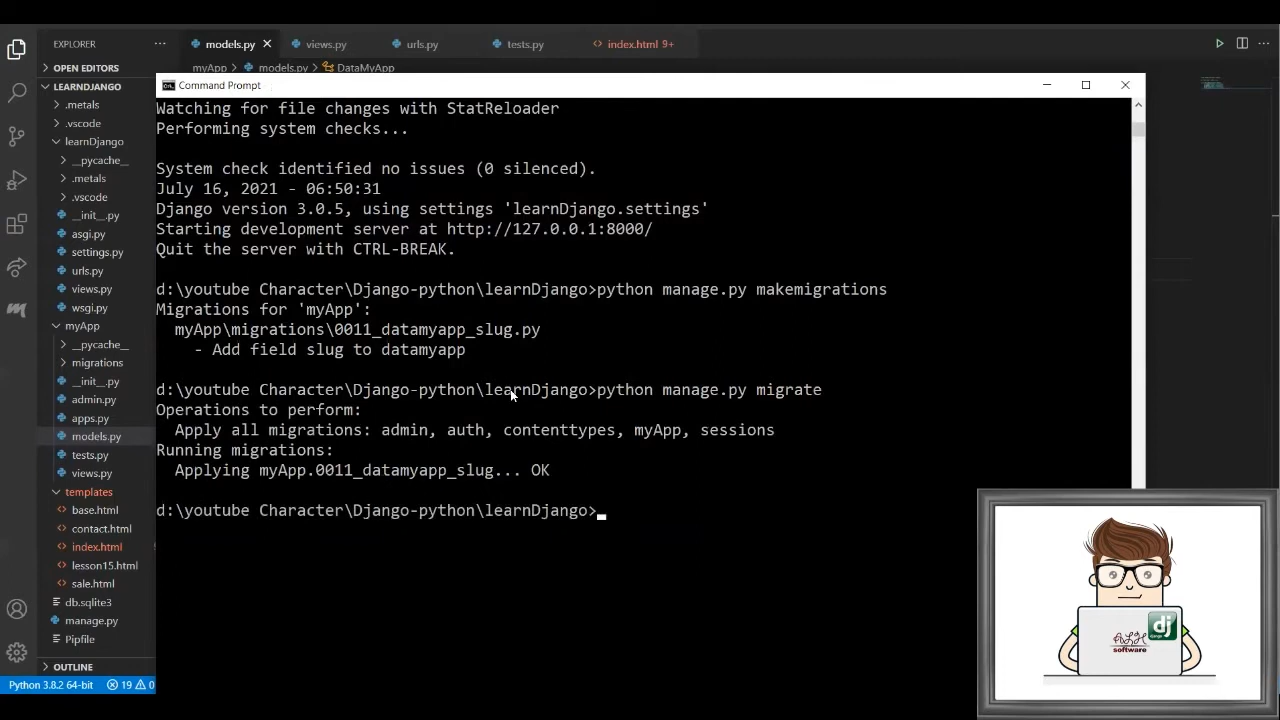 EXPLORER
models.py
views.py
urls.py
tests.py
index.html 9+
OPEN EDITORS
myApp > models.py > DataMyApp
LEARNDJANGO
.metals
.vscode
learnDjango
__pycache__
.metals
.vscode
__init__.py
asgi.py
settings.py
urls.py
views.py
wsgi.py
myApp
__pycache__
migrations
__init__.py
admin.py
apps.py
models.py
tests.py
views.py
templates
base.html
contact.html
index.html
lesson15.html
sale.html
db.sqlite3
manage.py
Pipfile
OUTLINE
Python 3.8.2 64-bit
19
0
Command Prompt
Watching for file changes with StatReloader
Performing system checks...
System check identified no issues (0 silenced).
July 16, 2021 - 06:50:31
Django version 3.0.5, using settings 'learnDjango.settings'
Starting development server at http://127.0.0.1:8000/
Quit the server with CTRL-BREAK.
d:\youtube Character\Django-python\learnDjango>python manage.py makemigrations
Migrations for 'myApp':
myApp\migrations\0011_datamyapp_slug.py
- Add field slug to datamyapp
d:\youtube Character\Django-python\learnDjango>python manage.py migrate
Operations to perform:
Apply all migrations: admin, auth, contenttypes, myApp, sessions
Running migrations:
Applying myApp.0011_datamyapp_slug... OK
d:\youtube Character\Django-python\learnDjango>
dj
django
software